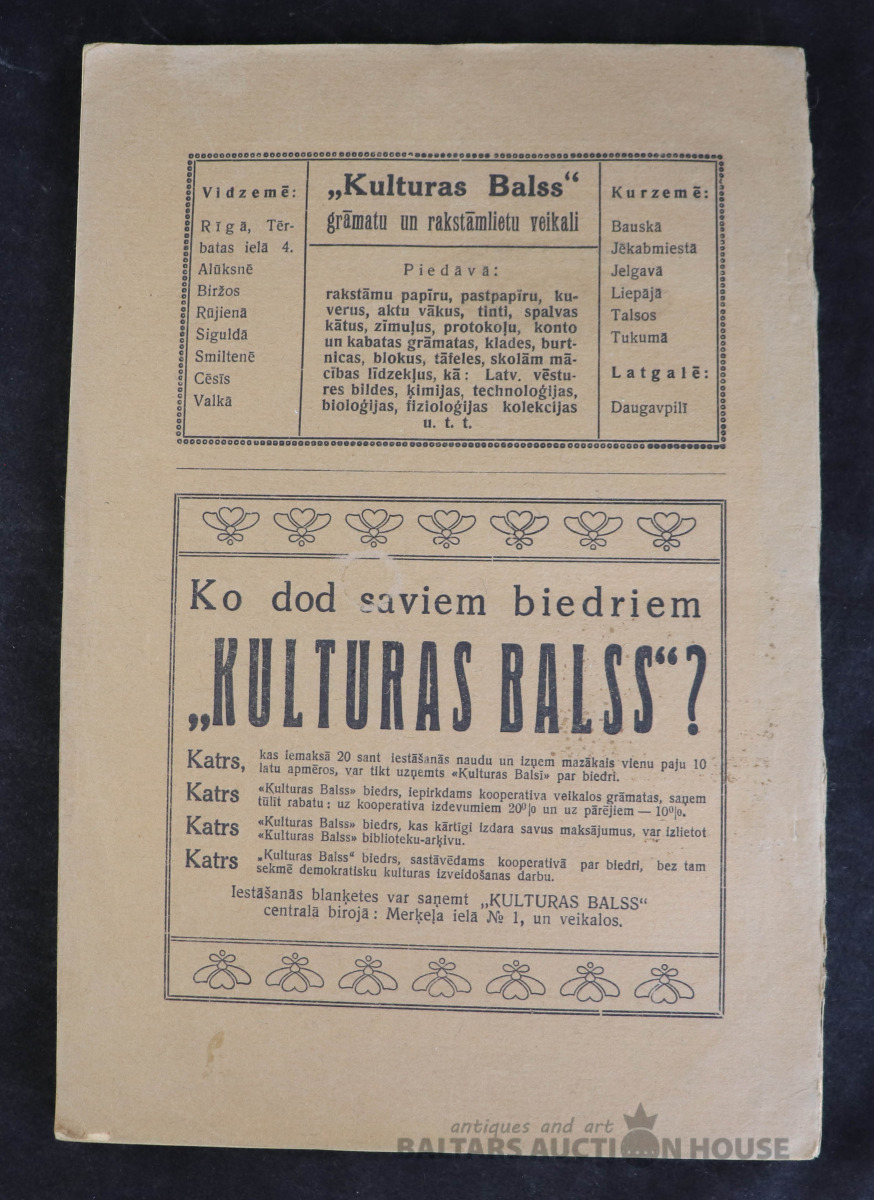 Vidzemē:
Rīgā, Tēr-
batas ielā 4.
Alūksnē
Biržos
Rūjienā
Siguldā
Smiltenē
Cēsīs
Valkā
„Kulturas Balss“
grāmatu un rakstāmlietu veikali
Piedāvā:
rakstāmu papīru, pastpapīru, ku-
verus, aktu vākus, tinti, spalvas
kātus, zīmuļus, protokoļu, konto
un kabatas grāmatas, klades, burt-
nicas, blokus, tāfeles, skolām mā-
cības līdzekļus, kā: Latv. vēstu-
res bildes, ķimijas, technoloģijas,
bioloģijas, fizioloģijas kolekcijas
u. t. t.
Kurzemē:
Bauskā
Jēkabmiestā
Jelgavā
Liepājā
Talsos
Tukumā
Latgalē:
Daugavpilī
Ko dod saviem biedriem
„KULTURAS BALSS“?
Katrs, kas iemaksā 20 sant iestāšanās naudu un izņem mazākais vienu paju 10
latu apmēros, var tikt uzņemts «Kulturas Balsī» par biedri.
Katrs «Kulturas Balss» biedrs, iepirkdams kooperativa veikalos grāmatas, saņem
tūlīt rabatu: uz kooperativa izdevumiem 20% un uz pārējiem — 10%.
Katrs «Kulturas Balss» biedrs, kas kārtīgi izdara savus maksājumus, var izlietot
«Kulturas Balss» biblioteku-arķivu.
Katrs „Kulturas Balss“ biedrs, sastāvēdams kooperativā par biedri, bez tam
sekmē demokratisku kulturas izveidošanas darbu.
Iestāšanās blanķetes var saņemt „KULTURAS BALSS“
centralā birojā: Merķeļa ielā № 1, un veikalos.
antiques and art
BALTARS AUCTION HOUSE